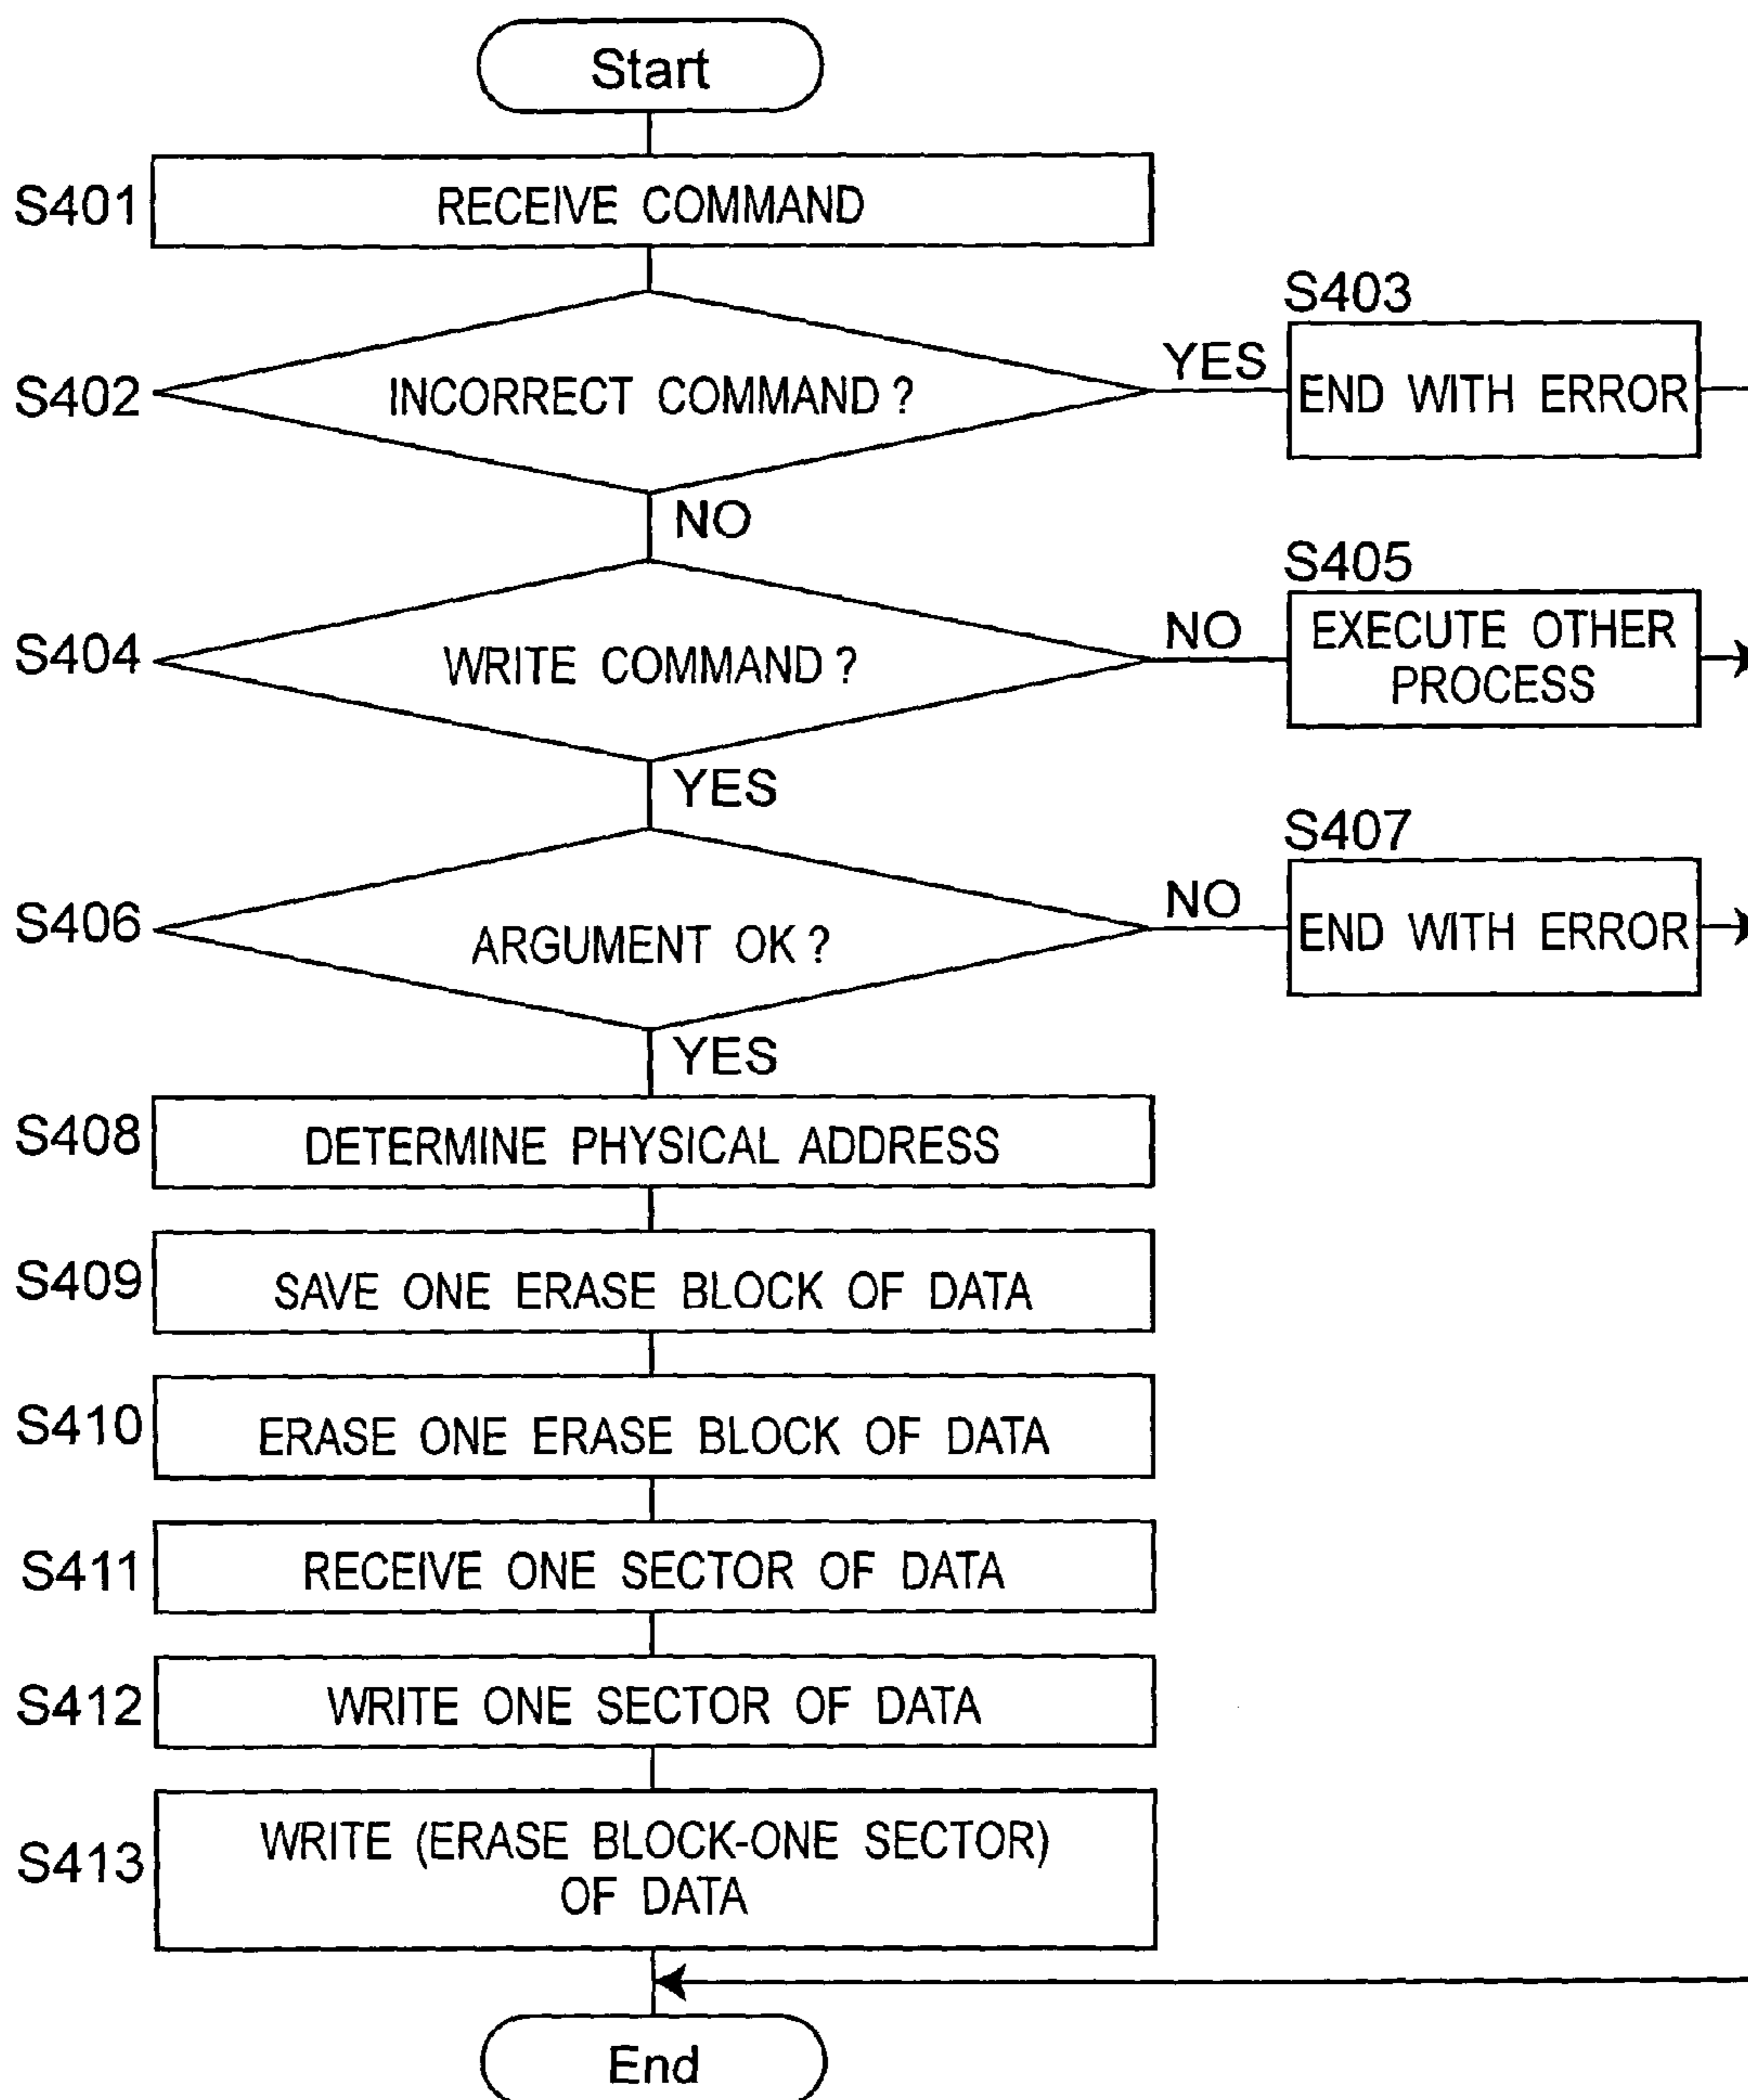 Start
S401
RECEIVE COMMAND
S402
INCORRECT COMMAND?
YES
S403
END WITH ERROR
NO
S404
WRITE COMMAND?
NO
S405
EXECUTE OTHER
PROCESS
YES
S406
ARGUMENT OK?
NO
S407
END WITH ERROR
YES
S408
DETERMINE PHYSICAL ADDRESS
S409
SAVE ONE ERASE BLOCK OF DATA
S410
ERASE ONE ERASE BLOCK OF DATA
S411
RECEIVE ONE SECTOR OF DATA
S412
WRITE ONE SECTOR OF DATA
S413
WRITE (ERASE BLOCK-ONE SECTOR)
OF DATA
End